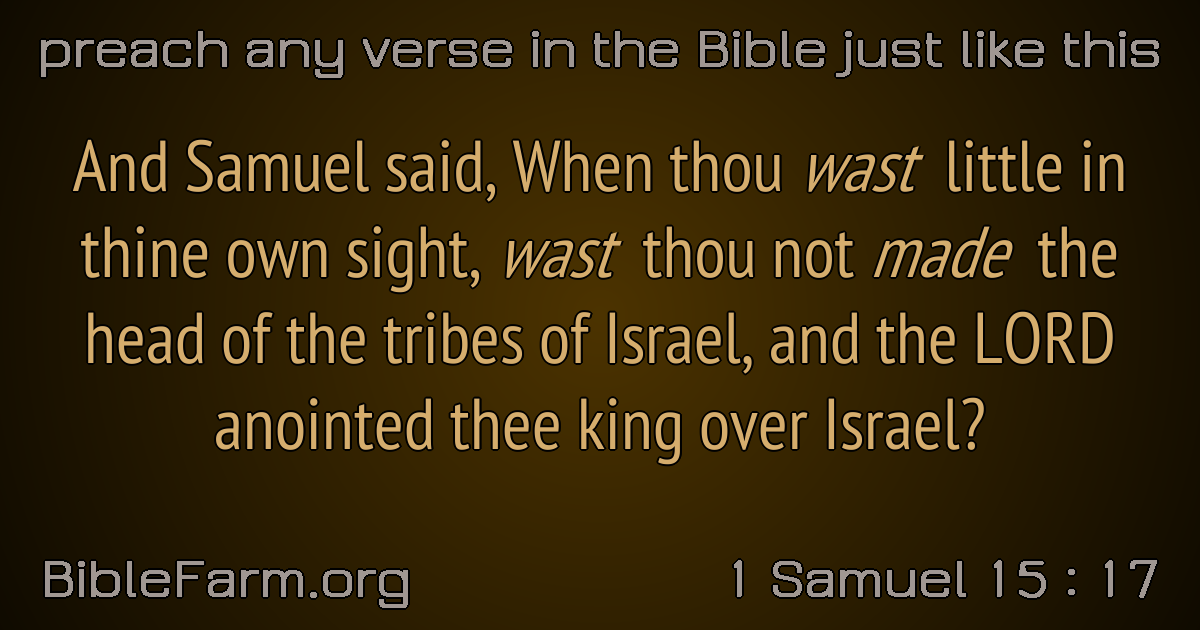 preach any verse in the Bible just like this
And Samuel said, When thou wast little in
thine own sight, wast thou not made the
head of the tribes of Israel, and the LORD
anointed thee king over Israel?
BibleFarm.org
1 Samuel 15 : 17